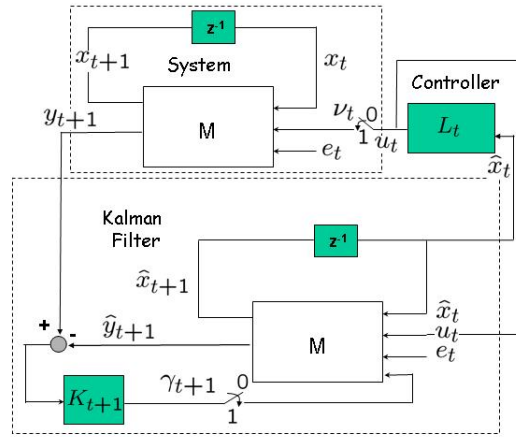 z⁻¹
x_{t+1}
System
x_t
Controller
y_{t+1}
M
ν_t
0
1
u_t
L_t
e_t
x̂_t
Kalman
Filter
z⁻¹
x̂_{t+1}
x̂_t
+
-
ŷ_{t+1}
M
u_t
e_t
K_{t+1}
γ_{t+1}
0
1